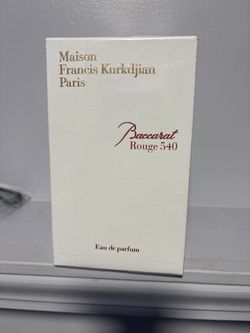 Maison
Francis Kurkdjian
Paris
Baccarat
Rouge 540
Eau de parfum